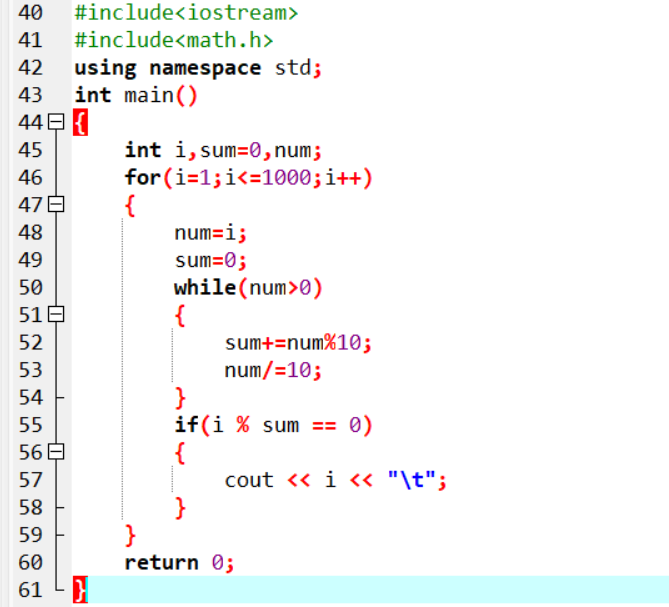 40 #include<iostream>
41 #include<math.h>
42 using namespace std;
43 int main()
44 {
45     int i,sum=0,num;
46     for(i=1;i<=1000;i++)
47     {
48         num=i;
49         sum=0;
50         while(num>0)
51         {
52             sum+=num%10;
53             num/=10;
54         }
55         if(i % sum == 0)
56         {
57             cout << i << "\t";
58         }
59     }
60     return 0;
61 }